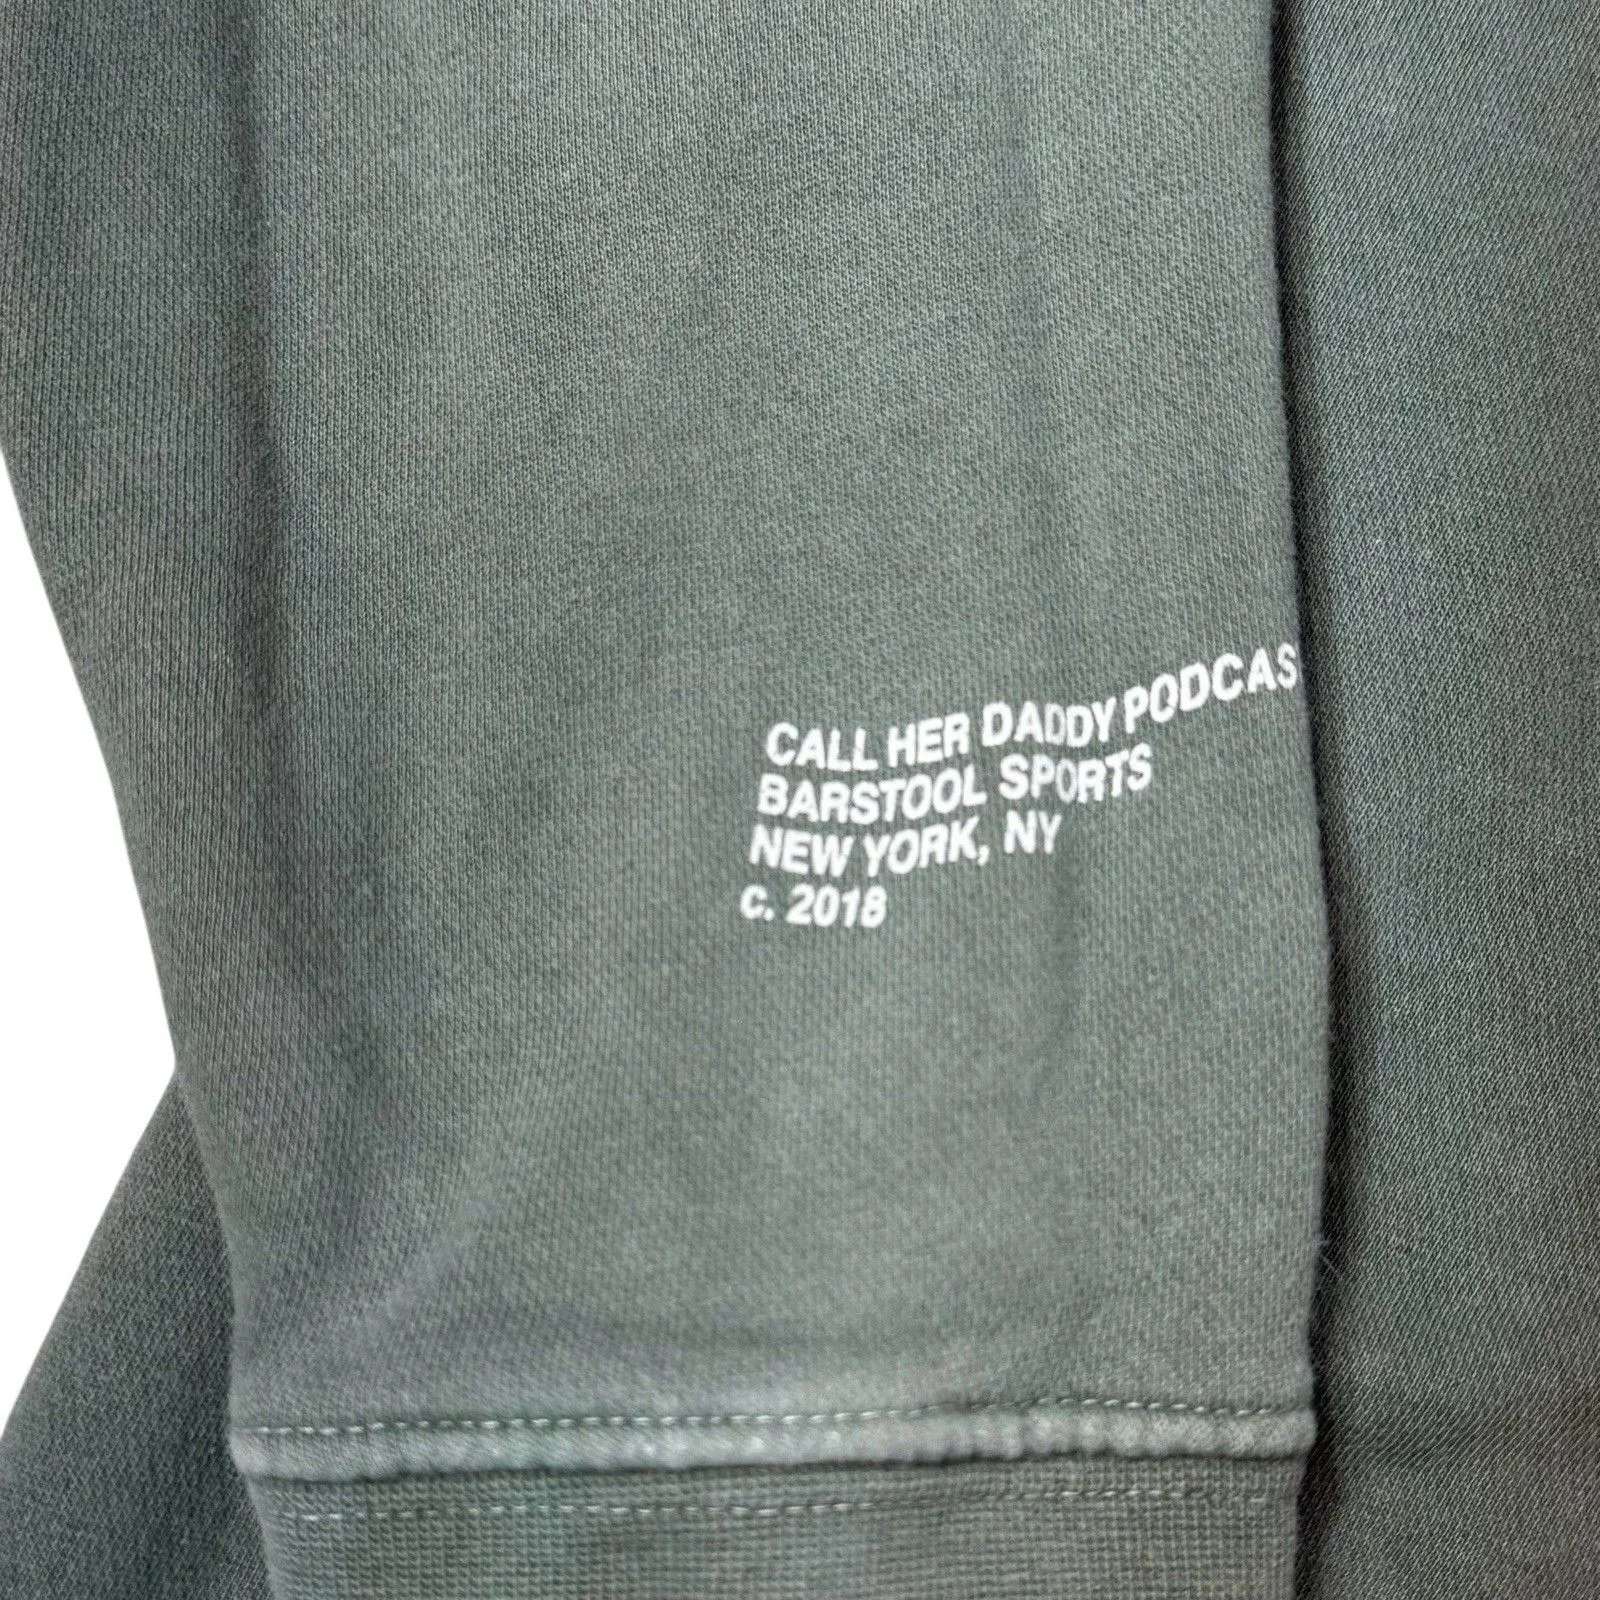 CALL HER DADDY PODCAS
BARSTOOL SPORTS
NEW YORK, NY
c. 2018